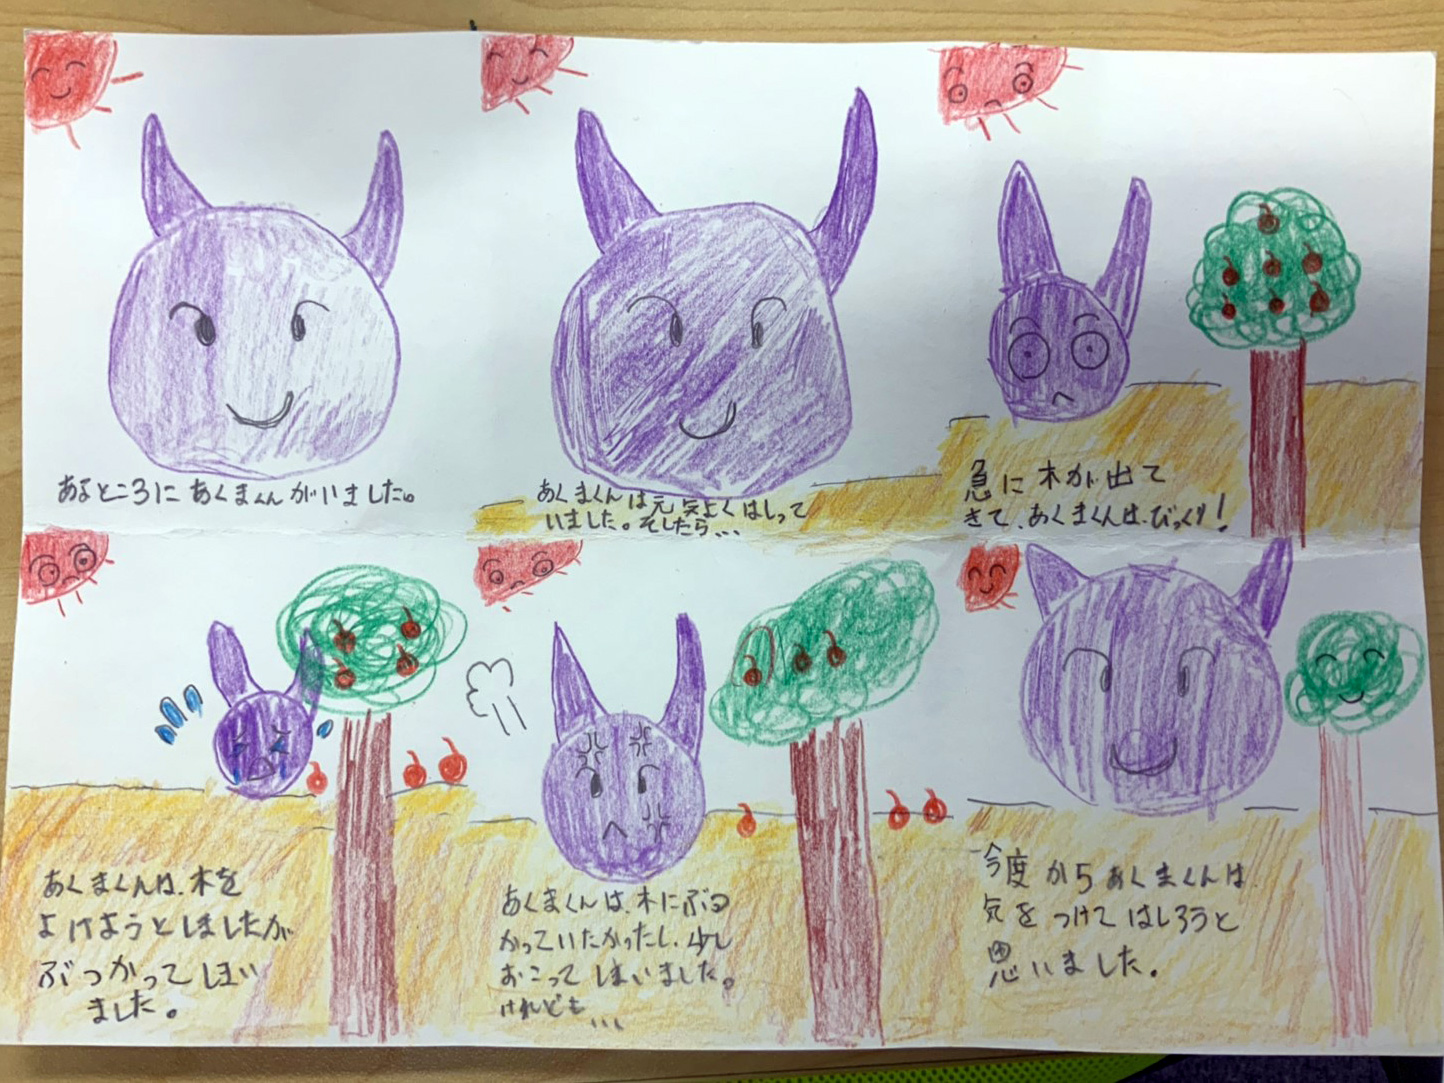 あるところに あくまくんがいました。
あくまくんは元気よくはしって
いました。そしたら、、、
急に木が出て
きて、あくまくんは、びっくり!
あくまくんは、木を
よけようとしましたが
ぶつかってしまい
ました。
あくまくんは、木にぶつ
かっていたかったし、少し
おこってしまいました。
けれども、、、
今度からあくまくんは
気をつけてはしろうと
思いました。